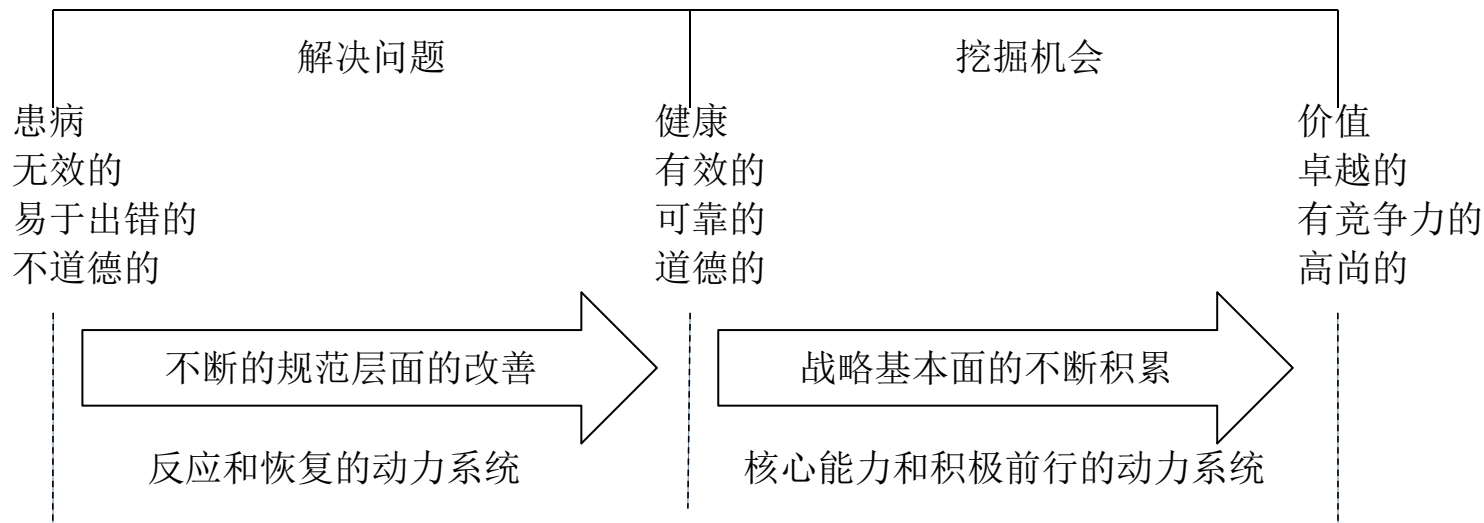 解决问题
挖掘机会
患病
无效的
易于出错的
不道德的
健康
有效的
可靠的
道德的
价值
卓越的
有竞争力的
高尚的
不断的规范层面的改善
战略基本面的不断积累
反应和恢复的动力系统
核心能力和积极前行的动力系统